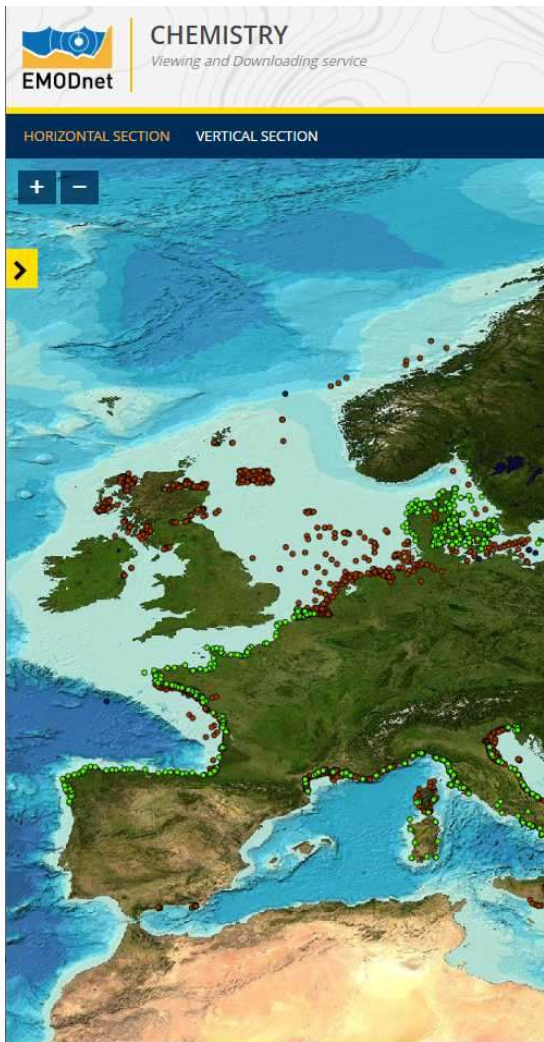 EMODnet
CHEMISTRY
Viewing and Downloading service
HORIZONTAL SECTION VERTICAL SECTION
+ −